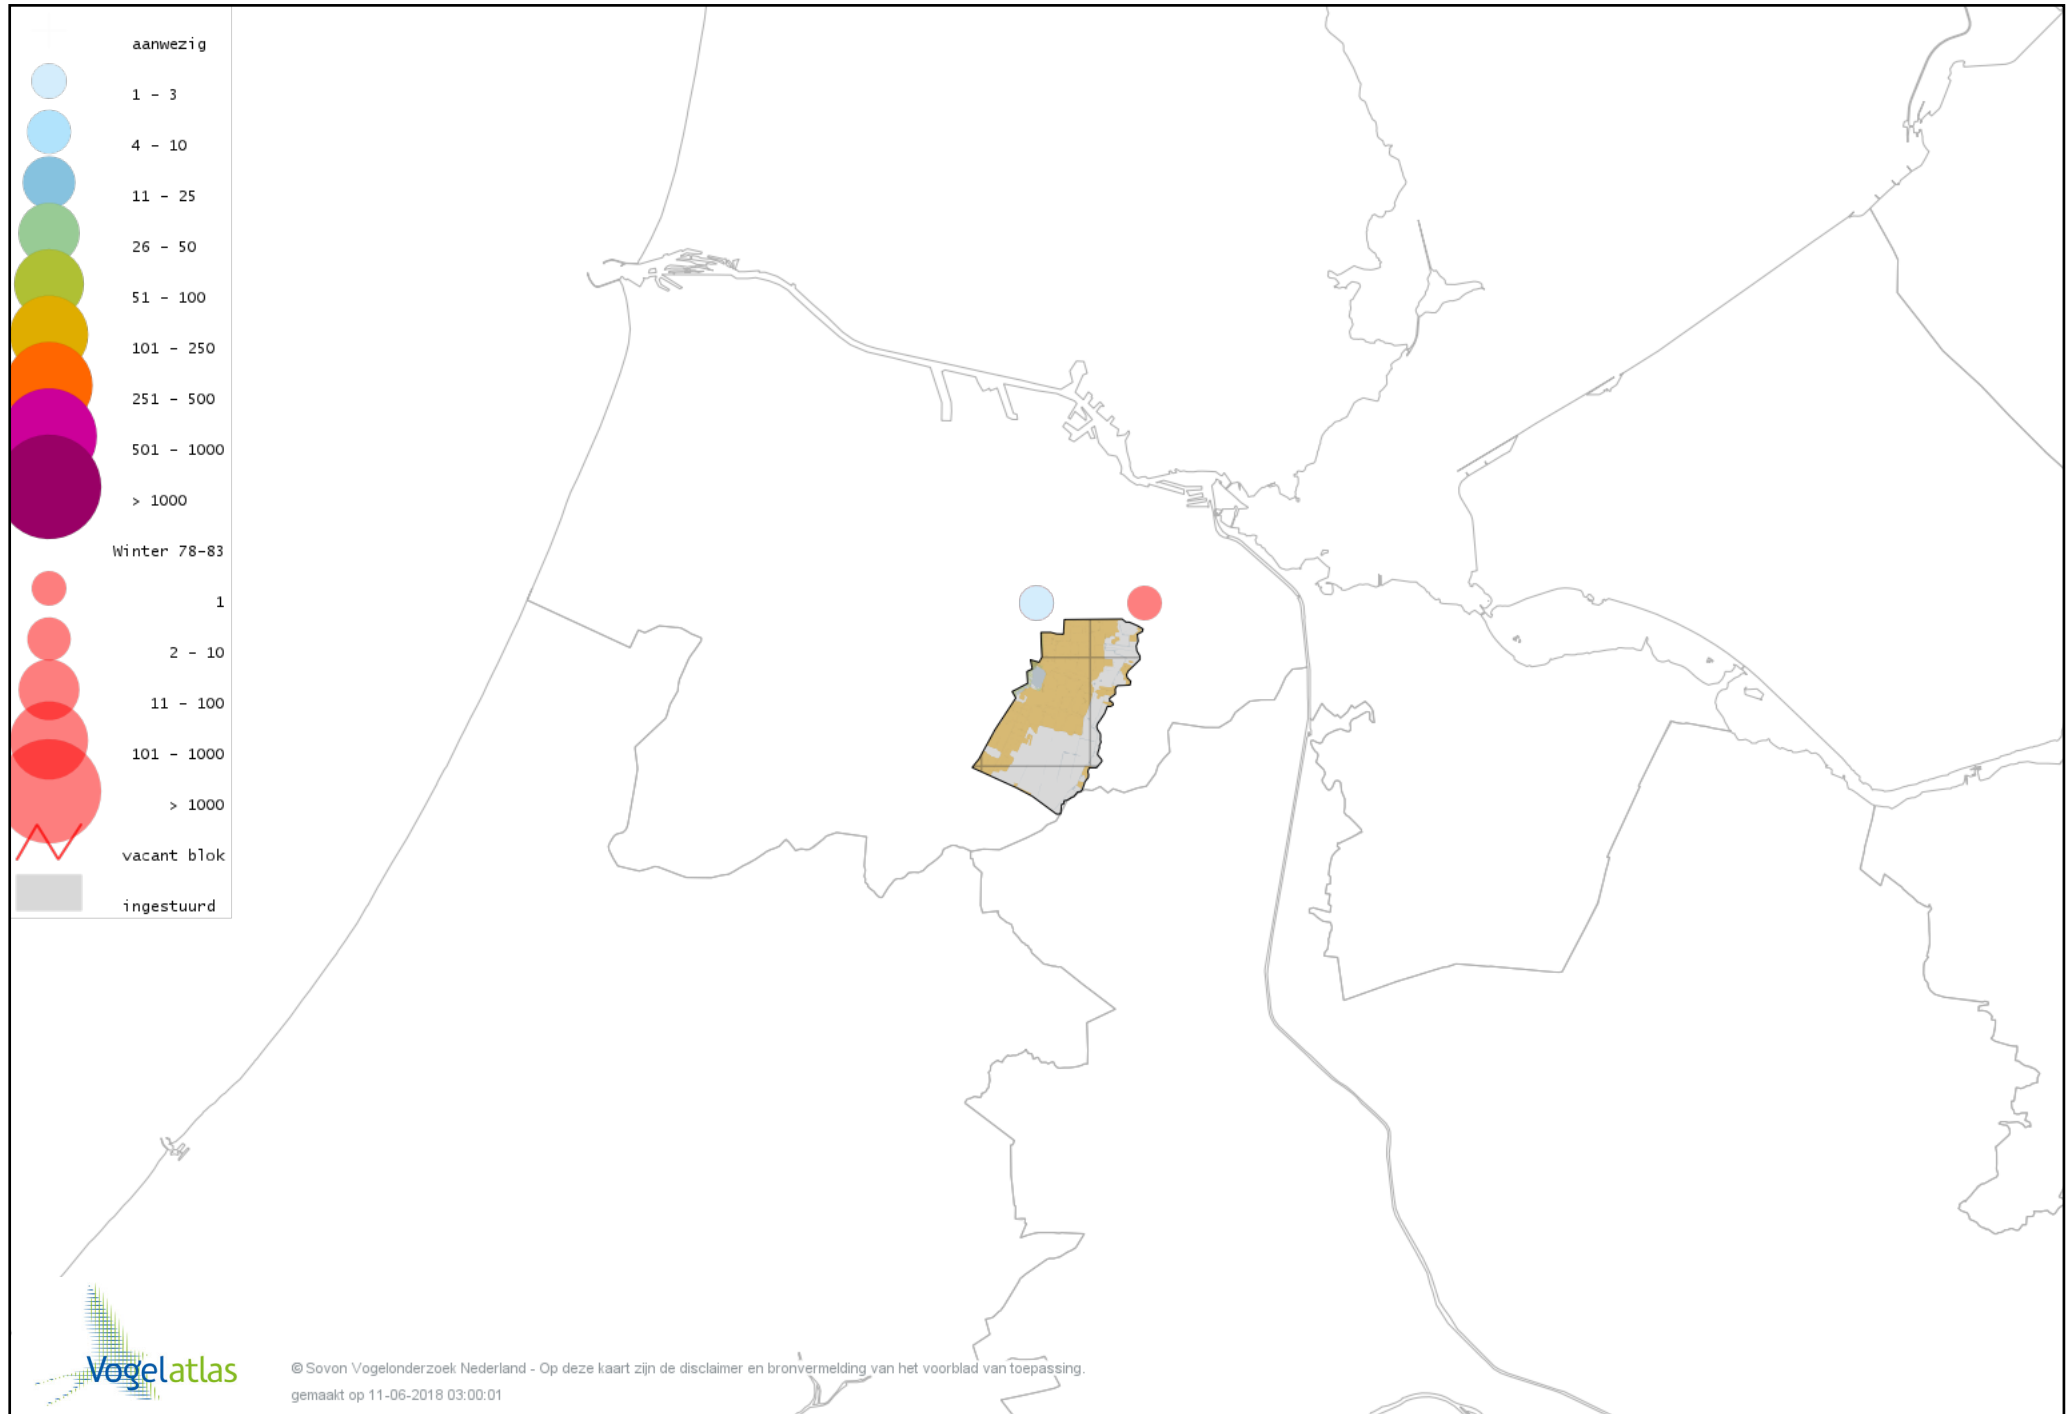 aanwezig
1 - 3
4 - 10
11 - 25
26 - 50
51 - 100
101 - 250
251 - 500
501 - 1000
> 1000
Winter 78-83
1
2 - 10
11 - 100
101 - 1000
> 1000
vacant blok
ingestuurd
Vogelatlas
© Sovon Vogelonderzoek Nederland - Op deze kaart zijn de disclaimer en bronvermelding van het voorblad van toepassing.
gemaakt op 11-06-2018 03:00:01